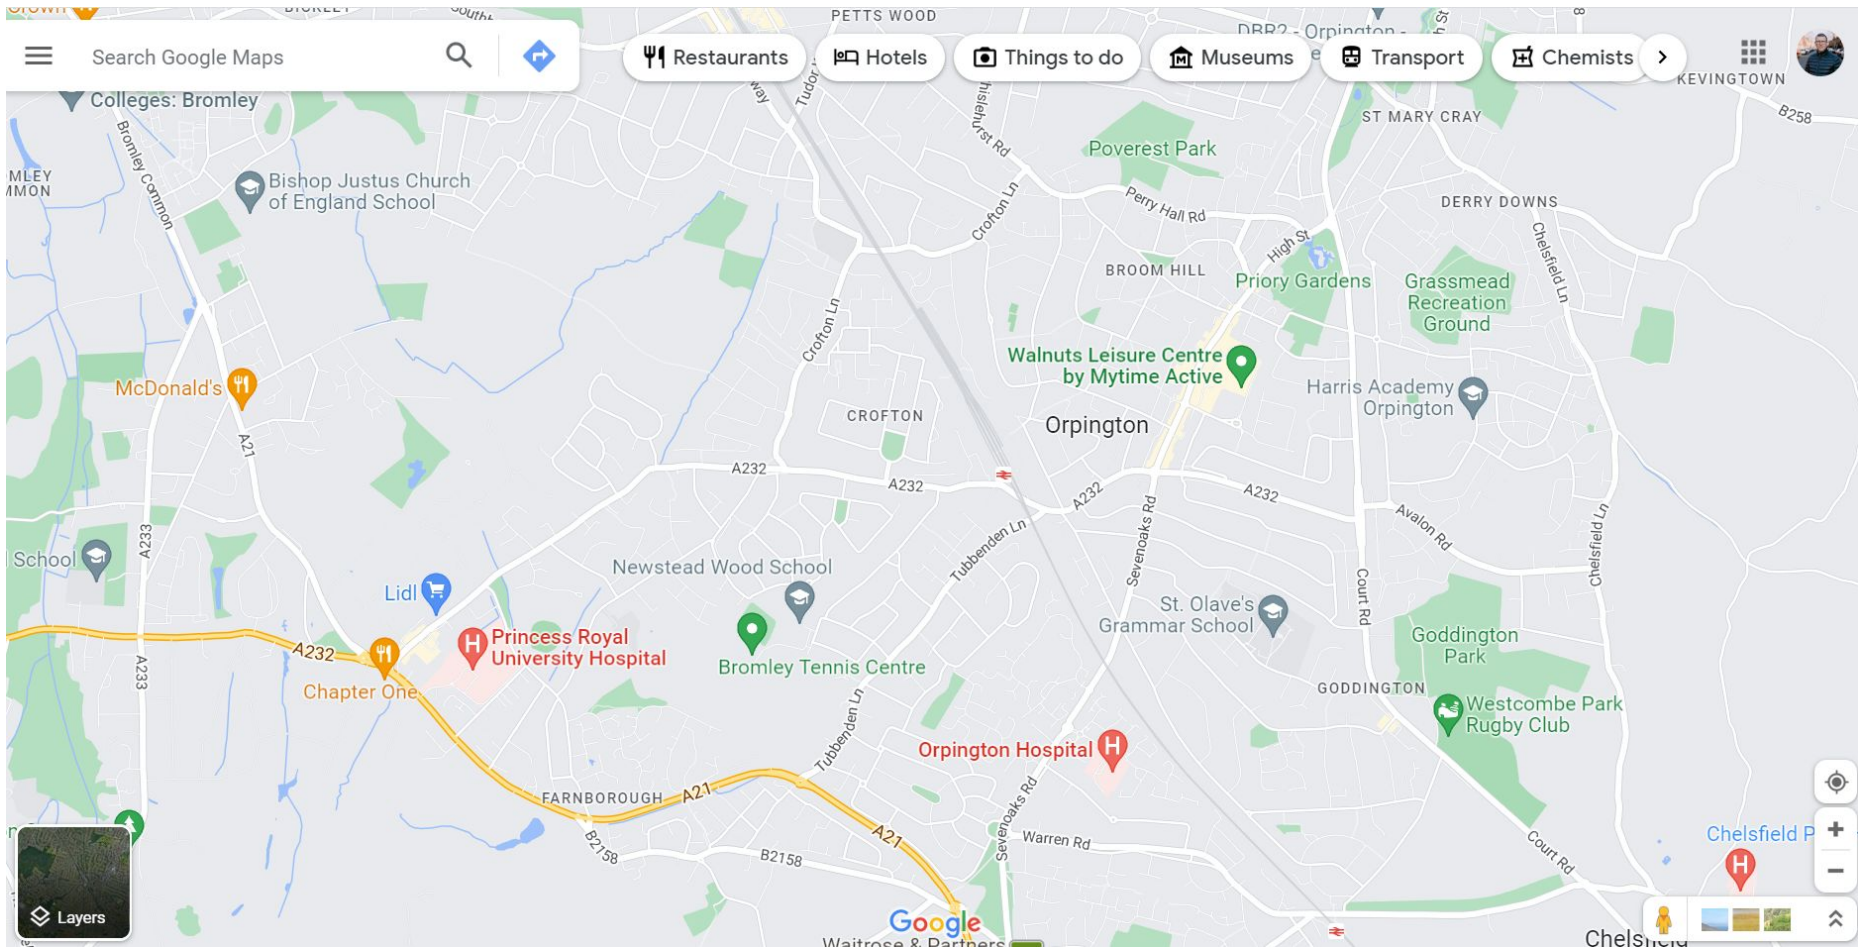 Search Google Maps
Restaurants
Hotels
Things to do
Museums
Transport
Chemists
PETTS WOOD
KEVINGTOWN
Colleges: Bromley
Bromley Common
ST MARY CRAY
B258
Poverest Park
Bishop Justus Church
of England School
Perry Hall Rd
Crofton Ln
DERRY DOWNS
High St
Chelsfield Ln
BROOM HILL
Priory Gardens
Grassmead
Recreation
Ground
Crofton Ln
Walnuts Leisure Centre
by Mytime Active
McDonald's
Harris Academy
Orpington
CROFTON
Orpington
A21
A232
A232
A232
A232
Avalon Rd
A233
Sevenoaks Rd
Chelsfield Ln
School
Tubbenden Ln
Newstead Wood School
Lidl
Court Rd
St. Olave's
Grammar School
Princess Royal
University Hospital
Goddington
Park
A232
Bromley Tennis Centre
A233
Chapter One
GODDINGTON
Westcombe Park
Rugby Club
Tubbenden Ln
Orpington Hospital
FARNBOROUGH
A21
Sevenoaks Rd
A21
Warren Rd
B2158
B2158
Court Rd
Chelsfield P
Layers
Google
Waitrose & Partners
Chelsfield